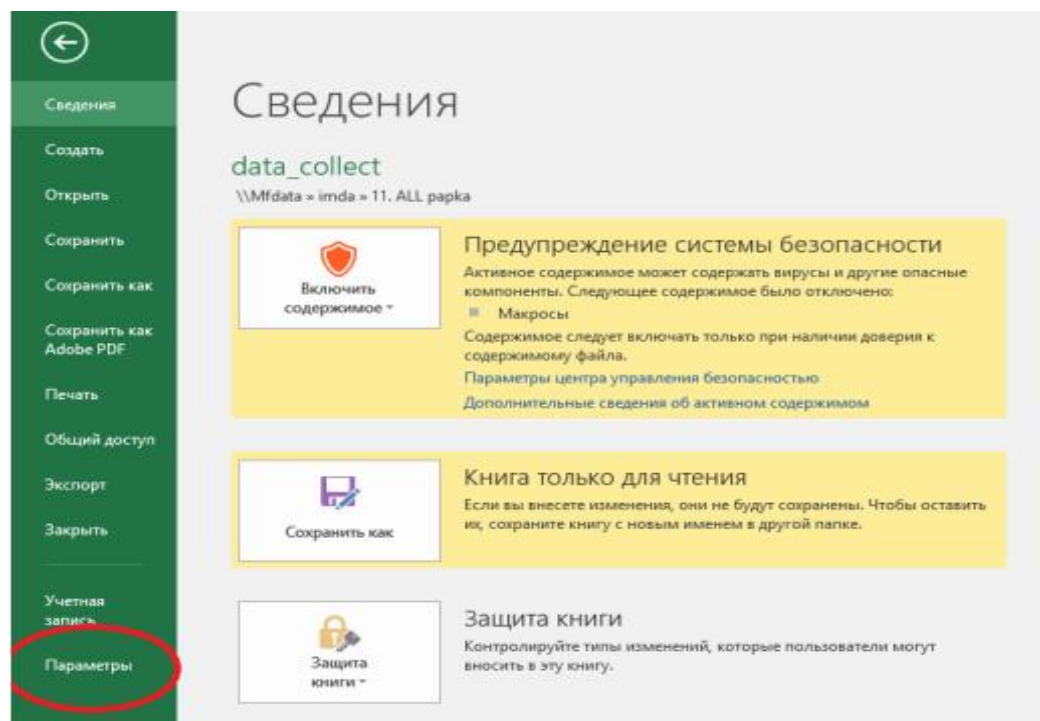 Сведения
Создать
Открыть
Сохранить
Сохранить как
Сохранить как
Adobe PDF
Печать
Общий доступ
Экспорт
Закрыть
Учетная
запись
Параметры
Сведения
data_collect
\\Mfdata » imda » 11. ALL papka
Включить
содержимое
Предупреждение системы безопасности
Активное содержимое может содержать вирусы и другие опасные
компоненты. Следующее содержимое было отключено:
Макросы
Содержимое следует включать только при наличии доверия к
содержимому файла.
Параметры центра управления безопасностью
Дополнительные сведения об активном содержимом
Сохранить как
Книга только для чтения
Если вы внесете изменения, они не будут сохранены. Чтобы оставить
их, сохраните книгу с новым именем в другой папке.
Защита
книги
Защита книги
Контролируйте типы изменений, которые пользователи могут
вносить в эту книгу.